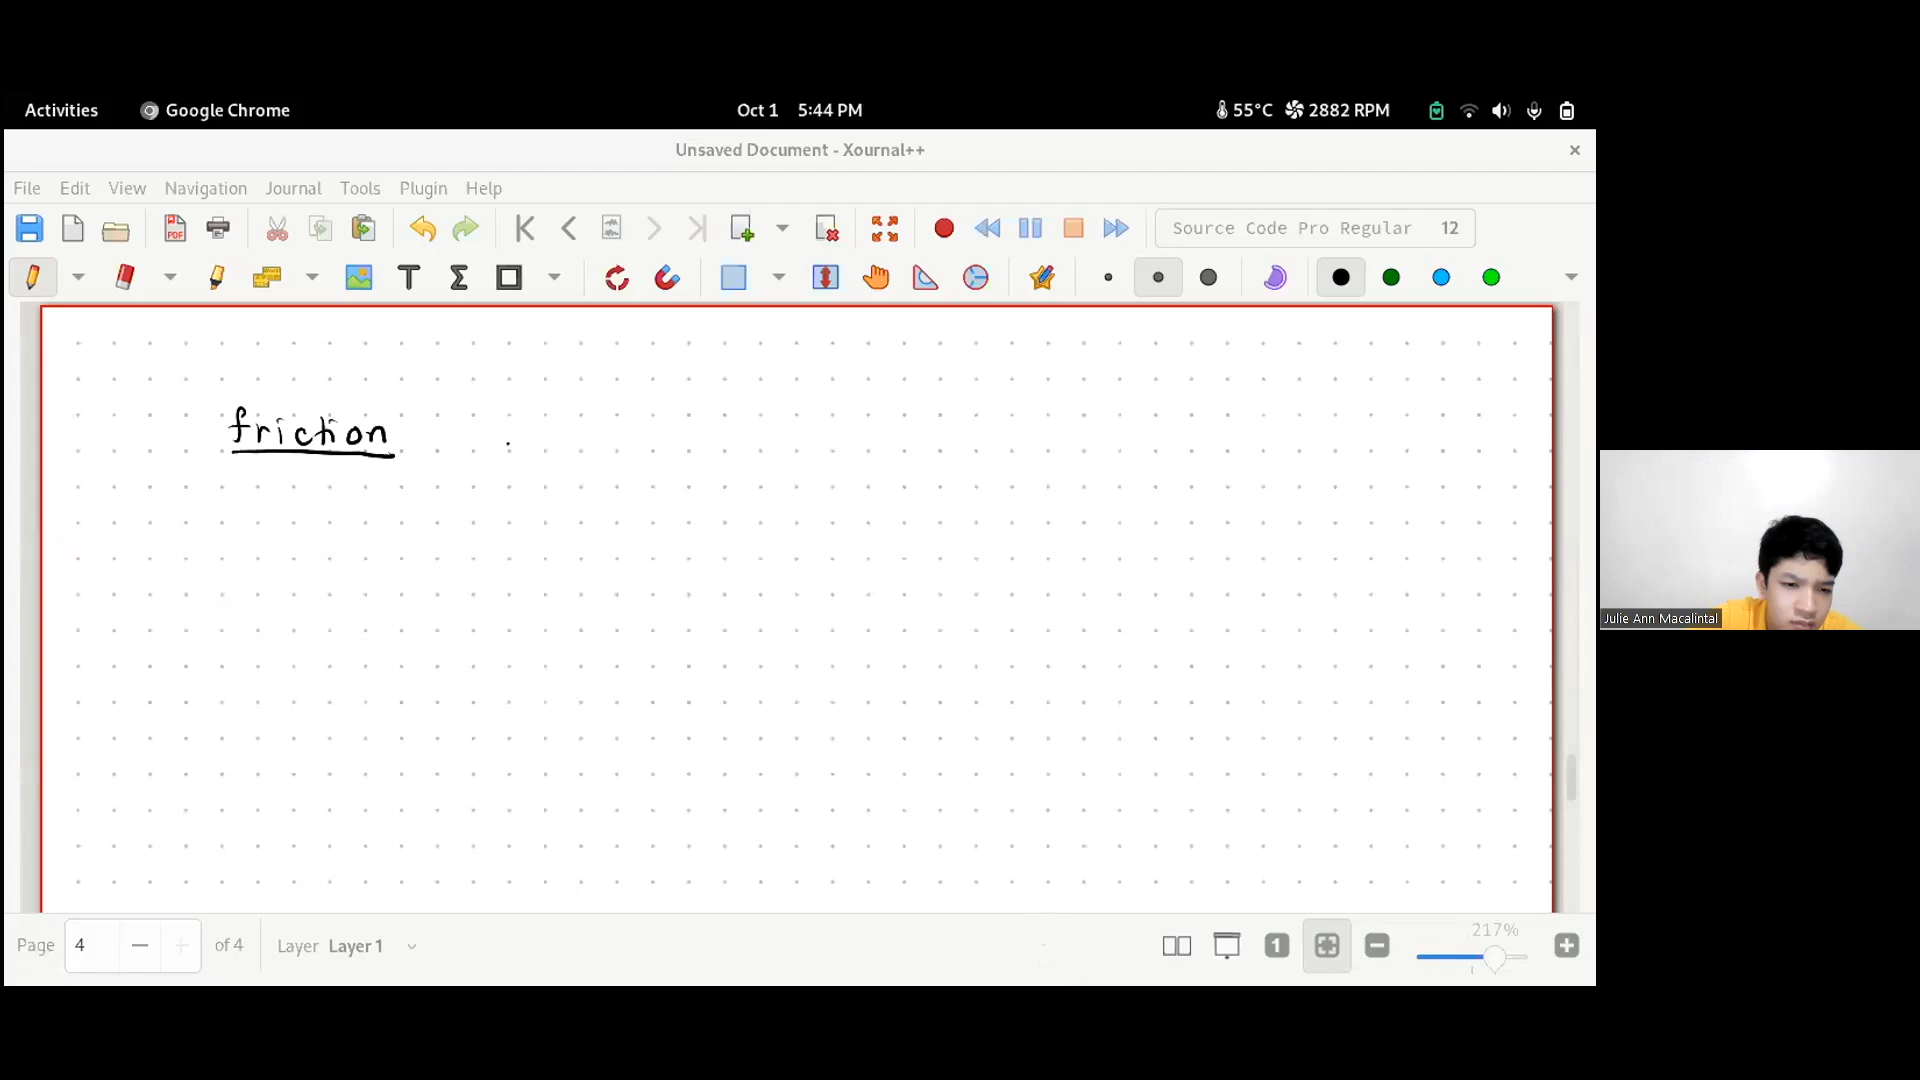 Activities Google Chrome Oct 1 5:44 PM 55°C 2882 RPM
Unsaved Document - Xournal++
File Edit View Navigation Journal Tools Plugin Help
PDF Source Code Pro Regular 12
friction
Julie Ann Macalintal
Page 4 of 4 Layer Layer 1 1 217%